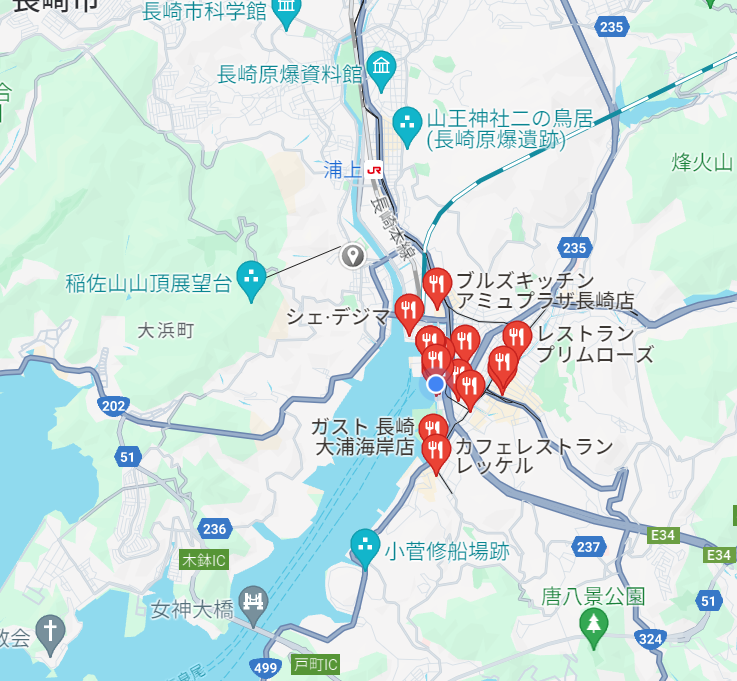 長崎市
長崎市科学館
235
長崎原爆資料館
山王神社二の鳥居
(長崎原爆遺跡)
浦上
JR
烽火山
長崎本線
235
稲佐山山頂展望台
ブルズキッチン
アミュプラザ長崎店
シェ·デジマ
大浜町
レストラン
プリムローズ
202
ガスト 長崎
大浦海岸店
カフェレストラン
レッケル
51
236
木鉢IC
E34
237
小菅修船場跡
E34
女神大橋
唐八景公園
51
教会
324
戸町IC
499